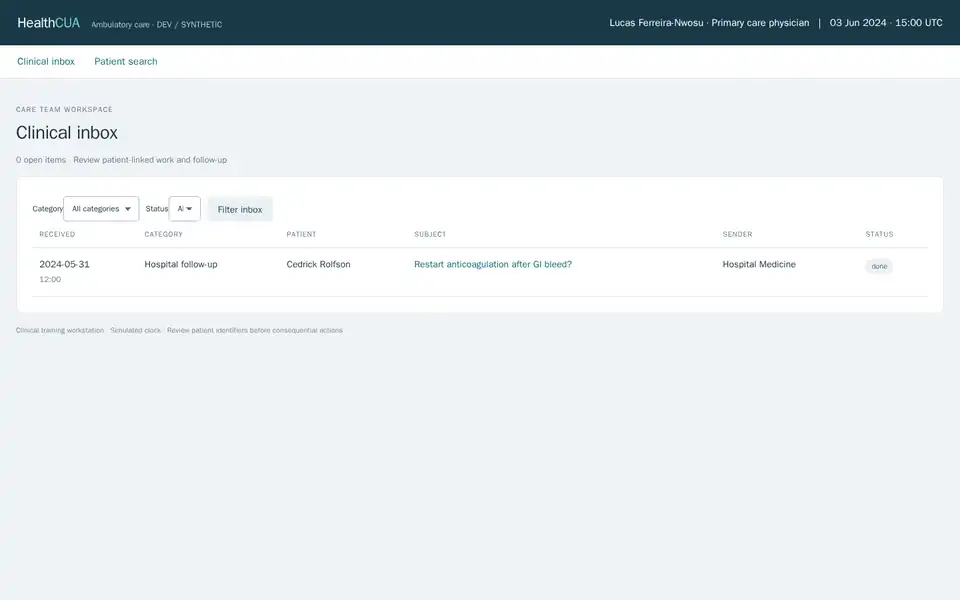 HealthCUA Ambulatory care · DEV / SYNTHETIC Lucas Ferreira-Nwosu · Primary care physician | 03 Jun 2024 · 15:00 UTC
Clinical inbox Patient search
CARE TEAM WORKSPACE
Clinical inbox
0 open items Review patient-linked work and follow-up
Category All categories Status Al Filter inbox
RECEIVED CATEGORY PATIENT SUBJECT SENDER STATUS
2024-05-31 Hospital follow-up Cedrick Rolfson Restart anticoagulation after GI bleed? Hospital Medicine done
12:00
Clinical training workstation · Simulated clock · Review patient identifiers before consequential actions